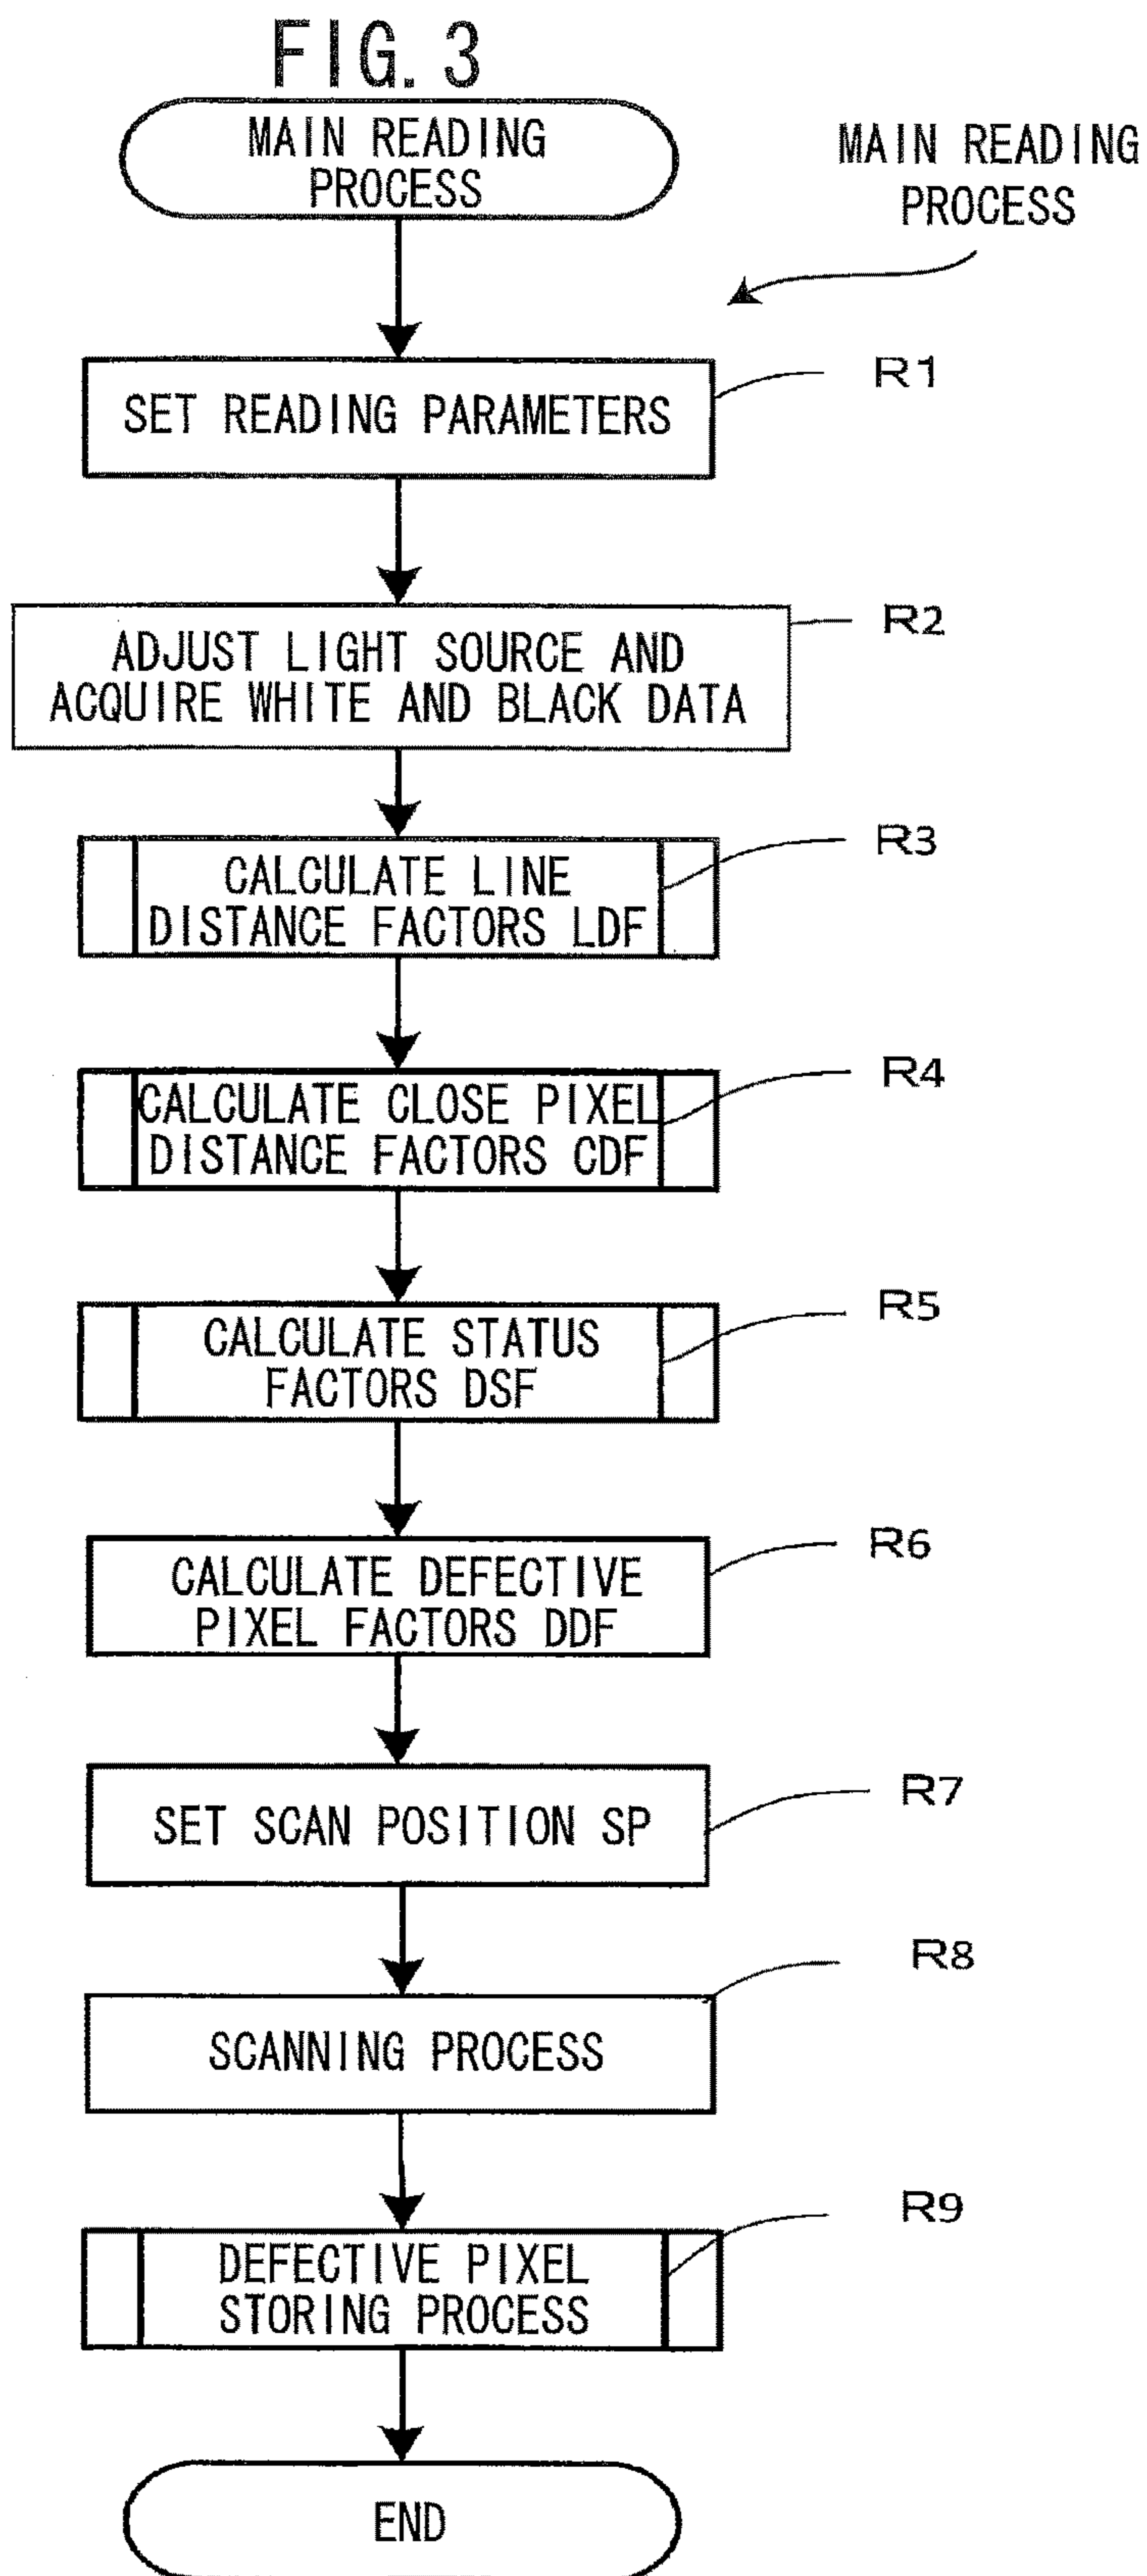 FIG. 3
MAIN READING
PROCESS
MAIN READING
PROCESS
R1
SET READING PARAMETERS
R2
ADJUST LIGHT SOURCE AND
ACQUIRE WHITE AND BLACK DATA
R3
CALCULATE LINE
DISTANCE FACTORS LDF
R4
CALCULATE CLOSE PIXEL
DISTANCE FACTORS CDF
R5
CALCULATE STATUS
FACTORS DSF
R6
CALCULATE DEFECTIVE
PIXEL FACTORS DDF
R7
SET SCAN POSITION SP
R8
SCANNING PROCESS
R9
DEFECTIVE PIXEL
STORING PROCESS
END